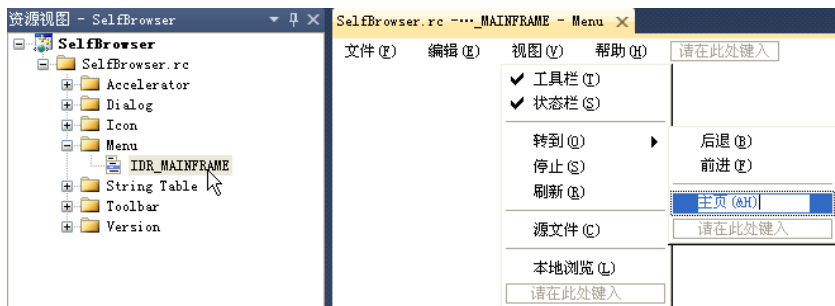 资源视图 - SelfBrowser
SelfBrowser
SelfBrowser.rc
Accelerator
Dialog
Icon
Menu
IDR_MAINFRAME
String Table
Toolbar
Version
SelfBrowser.rc -..._MAINFRAME - Menu
文件(F) 编辑(E) 视图(V) 帮助(H) 请在此处键入
工具栏(T)
状态栏(S)
转到(O)
停止(S)
刷新(R)
源文件(C)
本地浏览(L)
请在此处键入
后退(B)
前进(F)
主页(&H)
请在此处键入